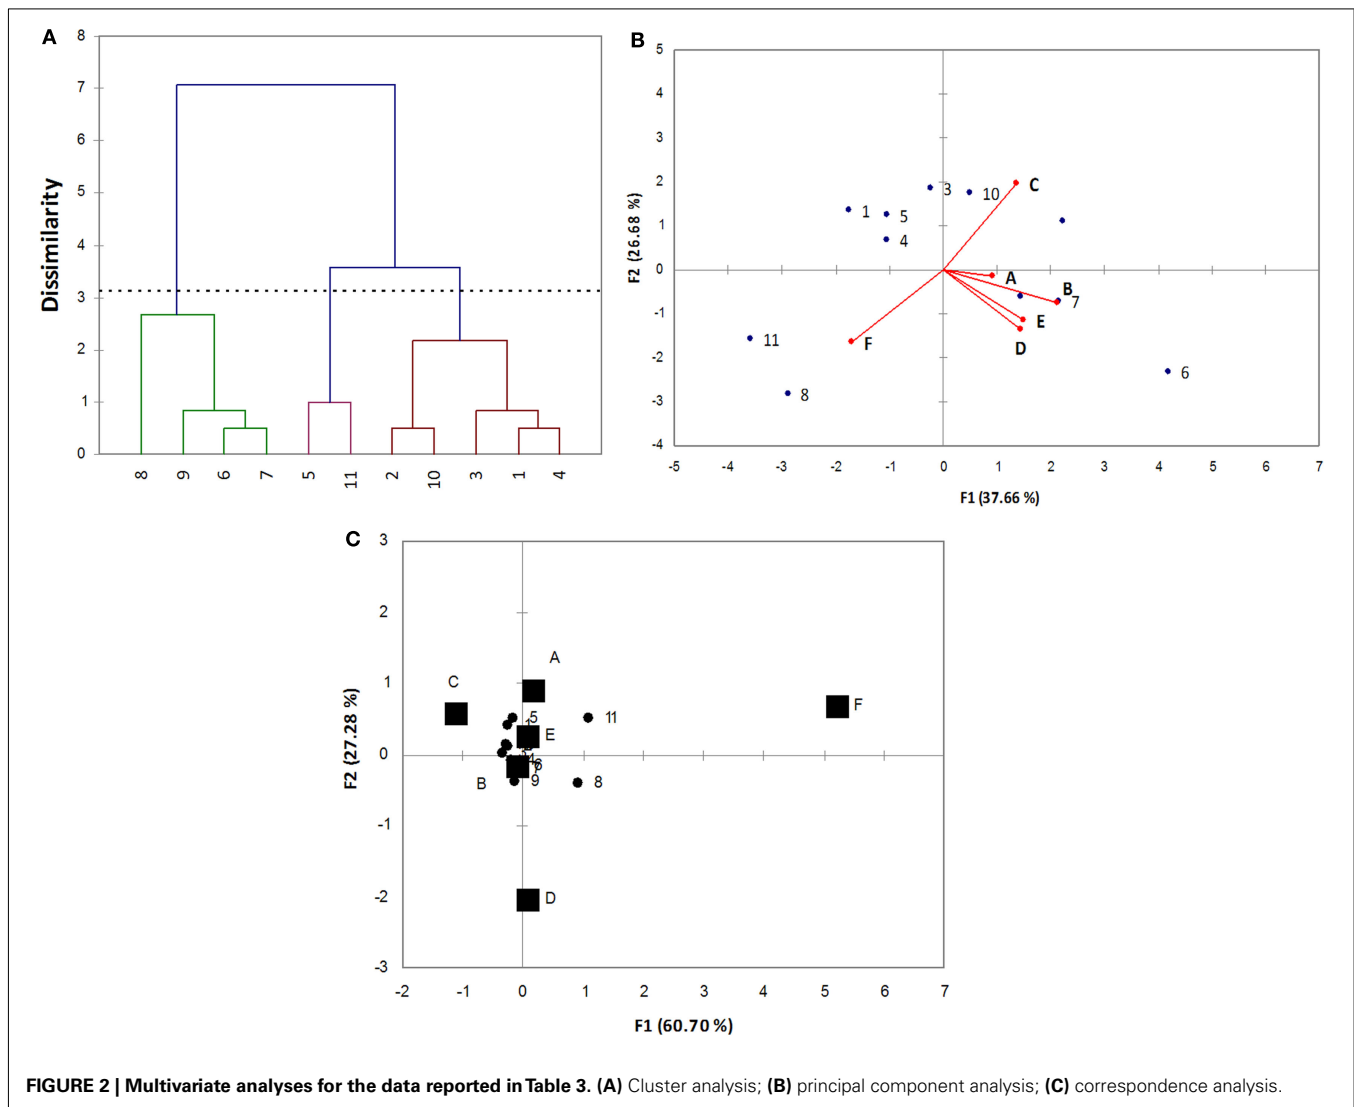 A
8
7
6
5
4
3
2
1
0
Dissimilarity
8 9 6 7 5 11 2 10 3 1 4
B
5
4
3
2
1
0
-1
-2
-3
-4
F2 (26.68 %)
3 10 C
1 5
4
A
B
7
E
D
F
11
8
6
-5 -4 -3 -2 -1 0 1 2 3 4 5 6 7
F1 (37.66 %)
C
3
2
1
0
-1
-2
-3
F2 (27.28 %)
A
C
5 11
1
E
F
4
6
7
B 9 8
D
-2 -1 0 1 2 3 4 5 6 7
F1 (60.70 %)
FIGURE 2 | Multivariate analyses for the data reported in Table 3. (A) Cluster analysis; (B) principal component analysis; (C) correspondence analysis.